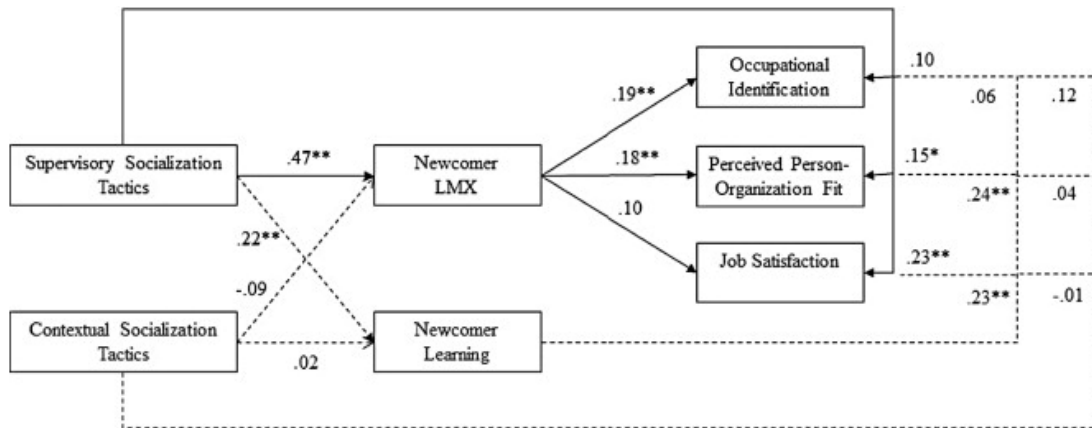 .10
Occupational
Identification
.19**
.06
.12
Supervisory Socialization
Tactics
.47**
Newcomer
LMX
.18**
Perceived Person-
Organization Fit
.15*
.24**
.04
.10
.22**
Job Satisfaction
.23**
-.09
.23**
-.01
Contextual Socialization
Tactics
.02
Newcomer
Learning